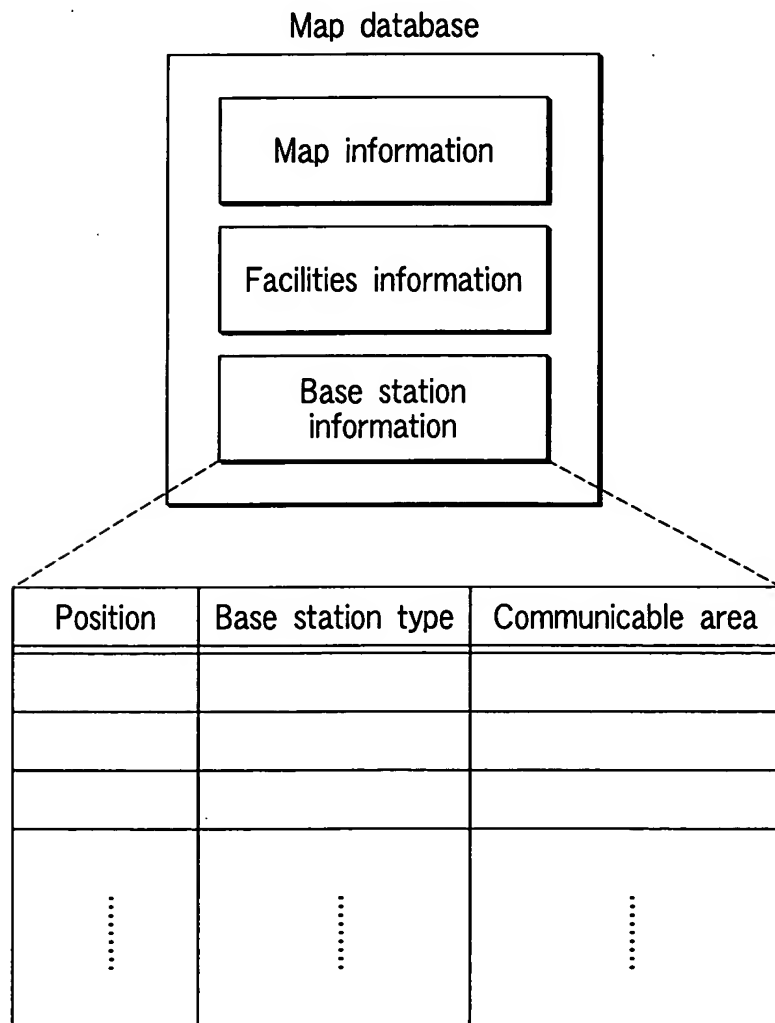 Map database
Map information
Facilities information
Base station
information
Position Base station type Communicable area